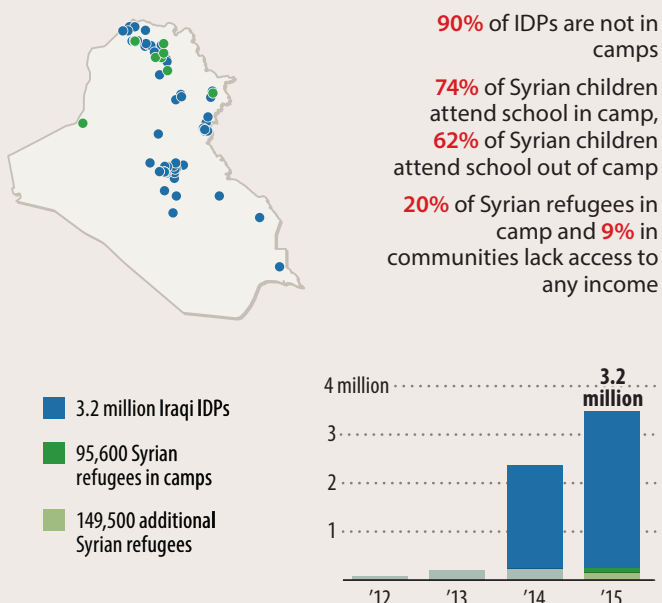 90% of IDPs are not in
camps
74% of Syrian children
attend school in camp,
62% of Syrian children
attend school out of camp
20% of Syrian refugees in
camp and 9% in
communities lack access to
any income
3.2 million Iraqi IDPs
95,600 Syrian
refugees in camps
149,500 additional
Syrian refugees
4 million
3.2
million
3
2
1
'12 '13 '14 '15